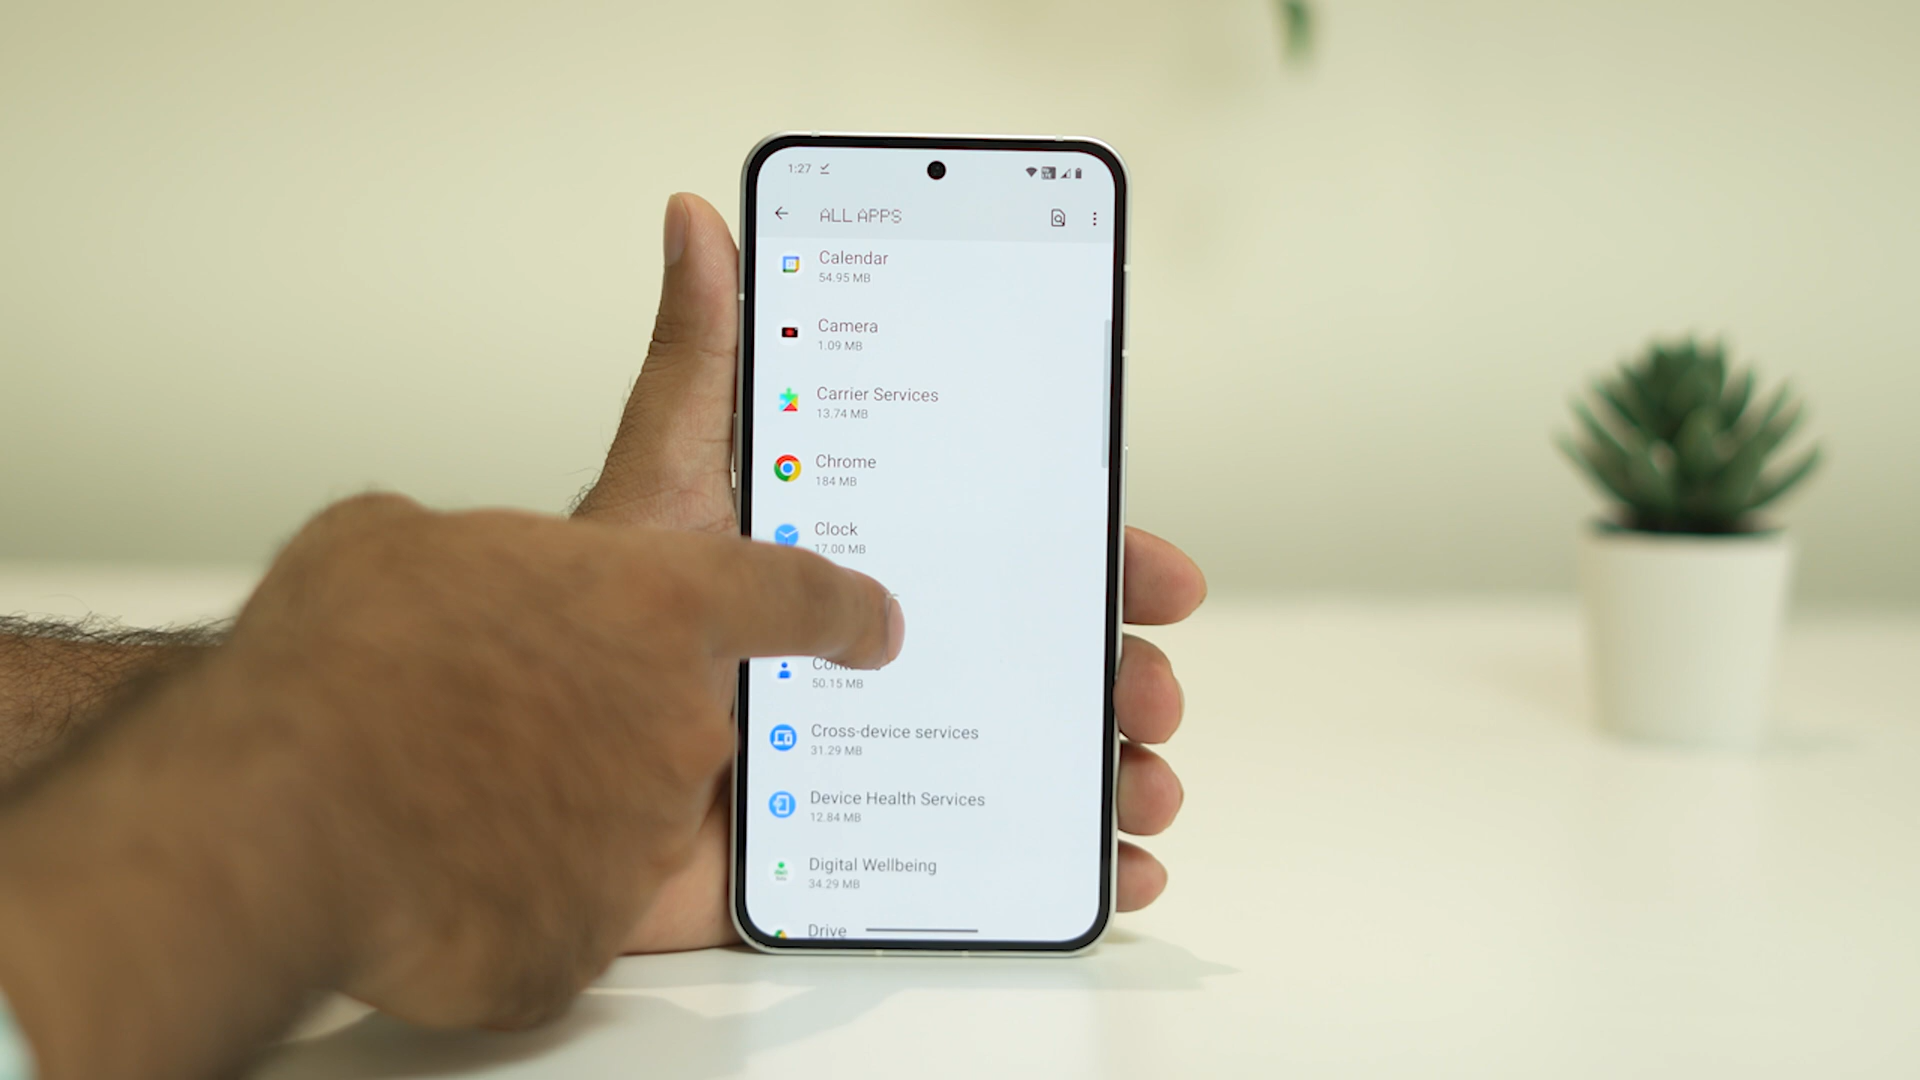 1:27
ALL APPS
Calendar
54.95 MB
Camera
1.09 MB
Carrier Services
13.74 MB
Chrome
184 MB
Clock
17.00 MB
50.15 MB
Cross-device services
31.29 MB
Device Health Services
12.84 MB
Digital Wellbeing
34.29 MB
Drive